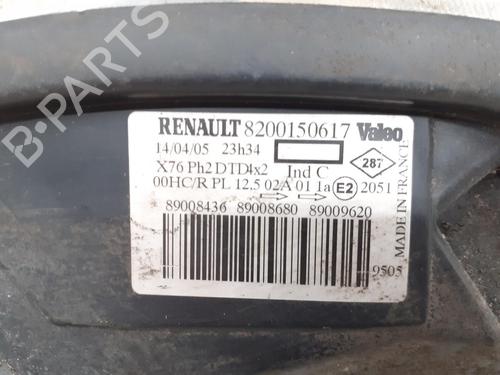 B-PARTS
RENAULT 8200150617 Valeo
14/04/05 23h34
287
X76 Ph2 DTD4x2 Ind C
00HC/R PL 12.5 02A 01 1a E2 2051
89008436 89008680 89009620
9505
MADE IN FRANCE